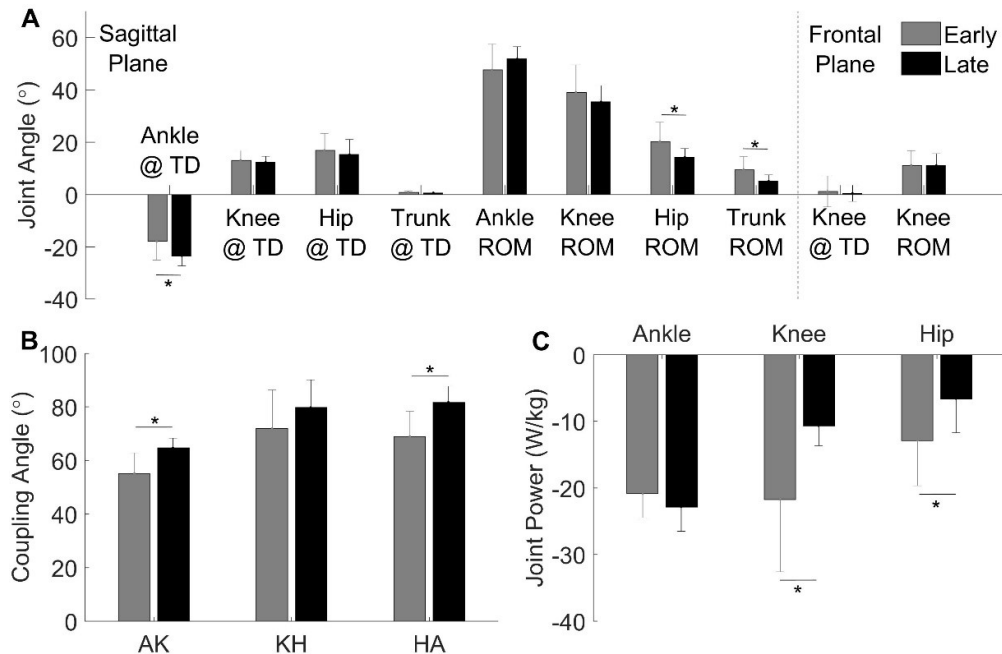 A
Sagittal
Plane
Frontal
Plane
Early
Late
Joint Angle (°)
60
40
20
0
-20
-40
Ankle
@ TD
Knee
@ TD
Hip
@ TD
Trunk
@ TD
Ankle
ROM
Knee
ROM
Hip
ROM
Trunk
ROM
Knee
@ TD
Knee
ROM
*
*
*
B
Coupling Angle (°)
100
80
60
40
20
0
*
*
AK
KH
HA
C
Ankle
Knee
Hip
Joint Power (W/kg)
0
-10
-20
-30
-40
*
*